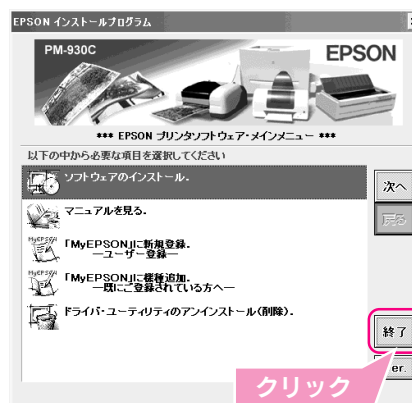 EPSON インストールプログラム
PM-930C
EPSON
*** EPSON プリンタソフトウェア・メインメニュー ***
以下の中から必要な項目を選択してください
ソフトウェアのインストール.
次へ
マニュアルを見る.
戻る
MyEPSON
「MyEPSON」に新規登録.
―ユーザー登録―
MyEPSON
「MyEPSON」に機種追加.
―既にご登録されている方へ―
ドライバ・ユーティリティのアンインストール(削除).
終了
er.
クリック